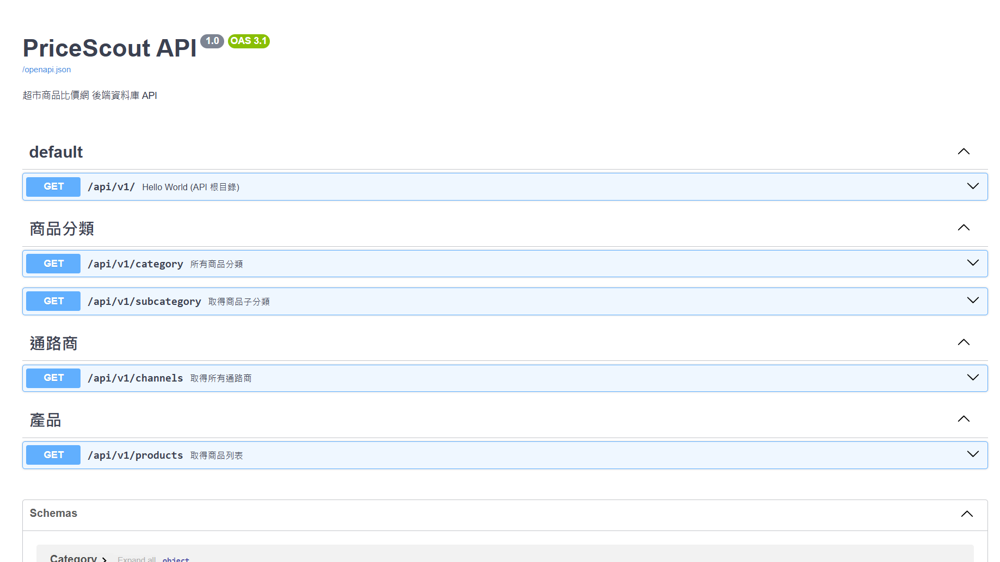 PriceScout API 1.0 OAS 3.1
/openapi.json
超市商品比價網 後端資料庫 API
default
GET /api/v1/ Hello World (API 根目錄)
商品分類
GET /api/v1/category 所有商品分類
GET /api/v1/subcategory 取得商品子分類
通路商
GET /api/v1/channels 取得所有通路商
產品
GET /api/v1/products 取得商品列表
Schemas
Category Expand all object